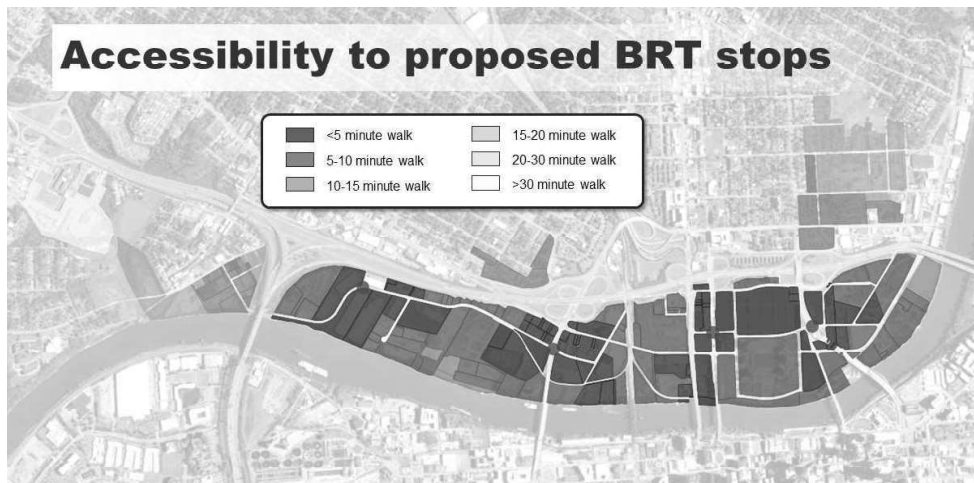 Accessibility to proposed BRT stops
<5 minute walk
5-10 minute walk
10-15 minute walk
15-20 minute walk
20-30 minute walk
>30 minute walk